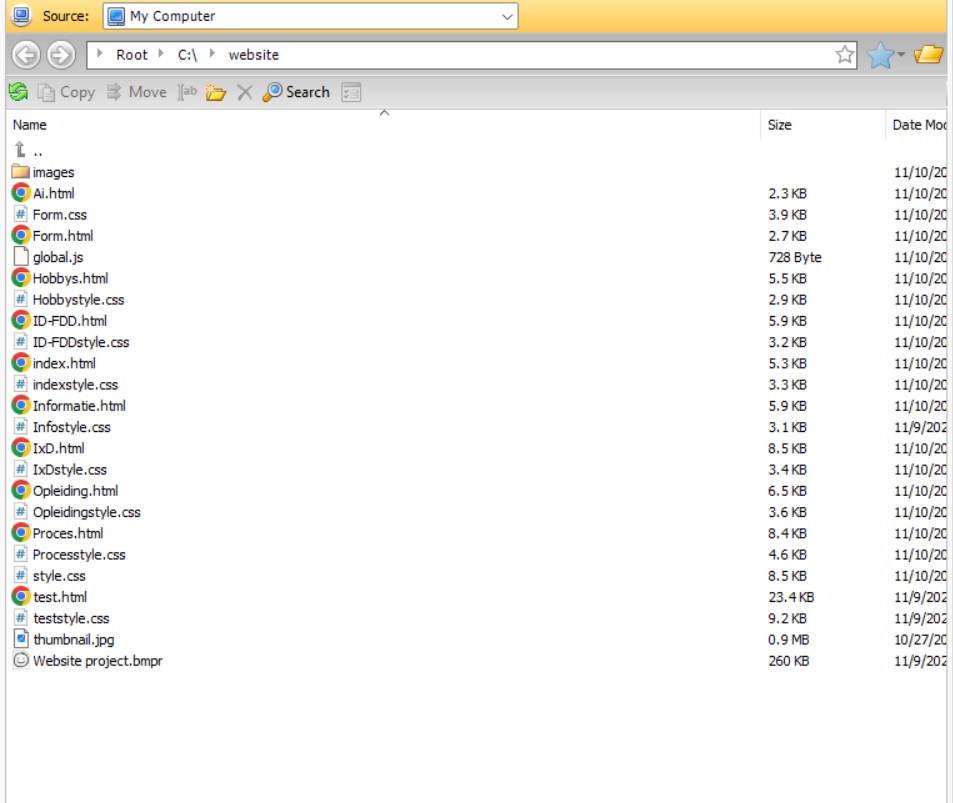 Source: My Computer
Root C:\ website
Copy Move ab Search
Name Size Date Mod
..
images 11/10/20
Ai.html 2.3 KB 11/10/20
Form.css 3.9 KB 11/10/20
Form.html 2.7 KB 11/10/20
global.js 728 Byte 11/10/20
Hobbys.html 5.5 KB 11/10/20
Hobbystyle.css 2.9 KB 11/10/20
ID-FDD.html 5.9 KB 11/10/20
ID-FDDstyle.css 3.2 KB 11/10/20
index.html 5.3 KB 11/10/20
indexstyle.css 3.3 KB 11/10/20
Informatie.html 5.9 KB 11/10/20
Infostyle.css 3.1 KB 11/9/202
IxD.html 8.5 KB 11/10/20
IxDstyle.css 3.4 KB 11/10/20
Opleiding.html 6.5 KB 11/10/20
Opleidingstyle.css 3.6 KB 11/10/20
Proces.html 8.4 KB 11/10/20
Processtyle.css 4.6 KB 11/10/20
style.css 8.5 KB 11/10/20
test.html 23.4 KB 11/9/202
teststyle.css 9.2 KB 11/9/202
thumbnail.jpg 0.9 MB 10/27/20
Website project.bmpr 260 KB 11/9/202